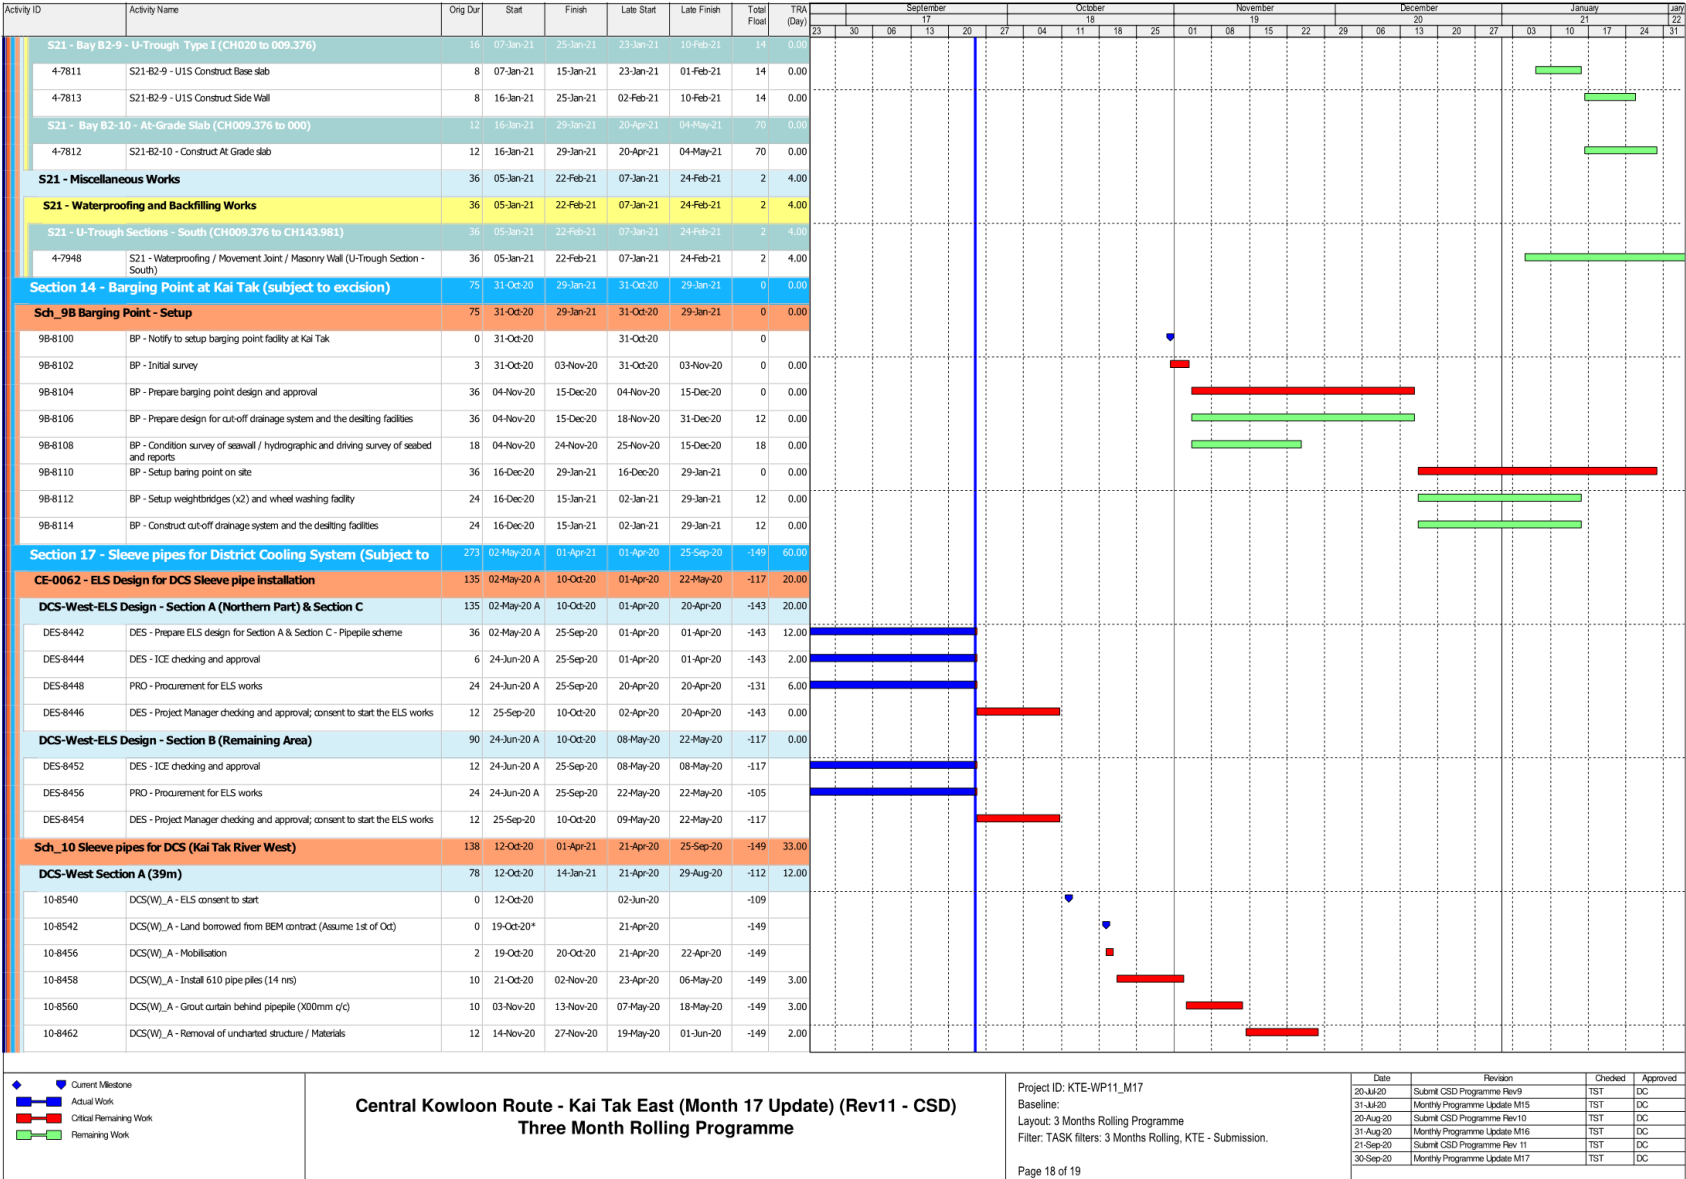 Activity ID Activity Name Orig Dur Start Finish Late Start Late Finish Total Float TRA (Day) September October November December January uary
17 18 19 20 21 22
23 30 06 13 20 27 04 11 18 25 01 08 15 22 29 06 13 20 27 03 10 17 24 31
S21 - Bay B2-9 - U-Trough Type I (CH020 to 009.376) 16 07-Jan-21 25-Jan-21 23-Jan-21 10-Feb-21 14 0.00
4-7811 S21-B2-9 - U1S Construct Base slab 8 07-Jan-21 15-Jan-21 23-Jan-21 01-Feb-21 14 0.00
4-7813 S21-B2-9 - U1S Construct Side Wall 8 16-Jan-21 25-Jan-21 02-Feb-21 10-Feb-21 14 0.00
S21 - Bay B2-10 - At-Grade Slab (CH009.376 to 000) 12 16-Jan-21 29-Jan-21 20-Apr-21 04-May-21 70 0.00
4-7812 S21-B2-10 - Construct At Grade slab 12 16-Jan-21 29-Jan-21 20-Apr-21 04-May-21 70 0.00
S21 - Miscellaneous Works 36 05-Jan-21 22-Feb-21 07-Jan-21 24-Feb-21 2 4.00
S21 - Waterproofing and Backfilling Works 36 05-Jan-21 22-Feb-21 07-Jan-21 24-Feb-21 2 4.00
S21 - U-Trough Sections - South (CH009.376 to CH143.981) 36 05-Jan-21 22-Feb-21 07-Jan-21 24-Feb-21 2 4.00
4-7948 S21 - Waterproofing / Movement Joint / Masonry Wall (U-Trough Section - 36 05-Jan-21 22-Feb-21 07-Jan-21 24-Feb-21 2 4.00
South)
Section 14 - Barging Point at Kai Tak (subject to excision) 75 31-Oct-20 29-Jan-21 31-Oct-20 29-Jan-21 0 0.00
Sch_9B Barging Point - Setup 75 31-Oct-20 29-Jan-21 31-Oct-20 29-Jan-21 0 0.00
9B-8100 BP - Notify to setup barging point facility at Kai Tak 0 31-Oct-20 31-Oct-20 0
9B-8102 BP - Initial survey 3 31-Oct-20 03-Nov-20 31-Oct-20 03-Nov-20 0 0.00
9B-8104 BP - Prepare barging point design and approval 36 04-Nov-20 15-Dec-20 04-Nov-20 15-Dec-20 0 0.00
9B-8106 BP - Prepare design for cut-off drainage system and the desilting facilities 36 04-Nov-20 15-Dec-20 18-Nov-20 31-Dec-20 12 0.00
9B-8108 BP - Condition survey of seawall / hydrographic and driving survey of seabed 18 04-Nov-20 24-Nov-20 25-Nov-20 15-Dec-20 18 0.00
and reports
9B-8110 BP - Setup baring point on site 36 16-Dec-20 29-Jan-21 16-Dec-20 29-Jan-21 0 0.00
9B-8112 BP - Setup weightbridges (x2) and wheel washing facility 24 16-Dec-20 15-Jan-21 02-Jan-21 29-Jan-21 12 0.00
9B-8114 BP - Construct cut-off drainage system and the desilting facilities 24 16-Dec-20 15-Jan-21 02-Jan-21 29-Jan-21 12 0.00
Section 17 - Sleeve pipes for District Cooling System (Subject to 273 02-May-20 A 01-Apr-21 01-Apr-20 25-Sep-20 -149 60.00
CE-0062 - ELS Design for DCS Sleeve pipe installation 135 02-May-20 A 10-Oct-20 01-Apr-20 22-May-20 -117 20.00
DCS-West-ELS Design - Section A (Northern Part) & Section C 135 02-May-20 A 10-Oct-20 01-Apr-20 20-Apr-20 -143 20.00
DES-8442 DES - Prepare ELS design for Section A & Section C - Pipepile scheme 36 02-May-20 A 25-Sep-20 01-Apr-20 01-Apr-20 -143 12.00
DES-8444 DES - ICE checking and approval 6 24-Jun-20 A 25-Sep-20 01-Apr-20 01-Apr-20 -143 2.00
DES-8448 PRO - Procurement for ELS works 24 24-Jun-20 A 25-Sep-20 20-Apr-20 20-Apr-20 -131 6.00
DES-8446 DES - Project Manager checking and approval; consent to start the ELS works 12 25-Sep-20 10-Oct-20 02-Apr-20 20-Apr-20 -143 0.00
DCS-West-ELS Design - Section B (Remaining Area) 90 24-Jun-20 A 10-Oct-20 08-May-20 22-May-20 -117 0.00
DES-8452 DES - ICE checking and approval 12 24-Jun-20 A 25-Sep-20 08-May-20 08-May-20 -117
DES-8456 PRO - Procurement for ELS works 24 24-Jun-20 A 25-Sep-20 22-May-20 22-May-20 -105
DES-8454 DES - Project Manager checking and approval; consent to start the ELS works 12 25-Sep-20 10-Oct-20 09-May-20 22-May-20 -117
Sch_10 Sleeve pipes for DCS (Kai Tak River West) 138 12-Oct-20 01-Apr-21 21-Apr-20 25-Sep-20 -149 33.00
DCS-West Section A (39m) 78 12-Oct-20 14-Jan-21 21-Apr-20 29-Aug-20 -112 12.00
10-8540 DCS(W)_A - ELS consent to start 0 12-Oct-20 02-Jun-20 -109
10-8542 DCS(W)_A - Land borrowed from BEM contract (Assume 1st of Oct) 0 19-Oct-20* 21-Apr-20 -149
10-8456 DCS(W)_A - Mobilisation 2 19-Oct-20 20-Oct-20 21-Apr-20 22-Apr-20 -149
10-8458 DCS(W)_A - Install 610 pipe piles (14 nrs) 10 21-Oct-20 02-Nov-20 23-Apr-20 06-May-20 -149 3.00
10-8560 DCS(W)_A - Grout curtain behind pipepile (X00mm c/c) 10 03-Nov-20 13-Nov-20 07-May-20 18-May-20 -149 3.00
10-8462 DCS(W)_A - Removal of uncharted structure / Materials 12 14-Nov-20 27-Nov-20 19-May-20 01-Jun-20 -149 2.00
Current Milestone
Actual Work
Critical Remaining Work
Remaining Work
Central Kowloon Route - Kai Tak East (Month 17 Update) (Rev11 - CSD)
Three Month Rolling Programme
Project ID: KTE-WP11_M17
Baseline:
Layout: 3 Months Rolling Programme
Filter: TASK filters: 3 Months Rolling, KTE - Submission.
Page 18 of 19
Date Revision Checked Approved
20-Jul-20 Submit CSD Programme Rev9 TST DC
31-Jul-20 Monthly Programme Update M15 TST DC
20-Aug-20 Submit CSD Programme Rev10 TST DC
31-Aug-20 Monthly Programme Update M16 TST DC
21-Sep-20 Submit CSD Programme Rev 11 TST DC
30-Sep-20 Monthly Programme Update M17 TST DC